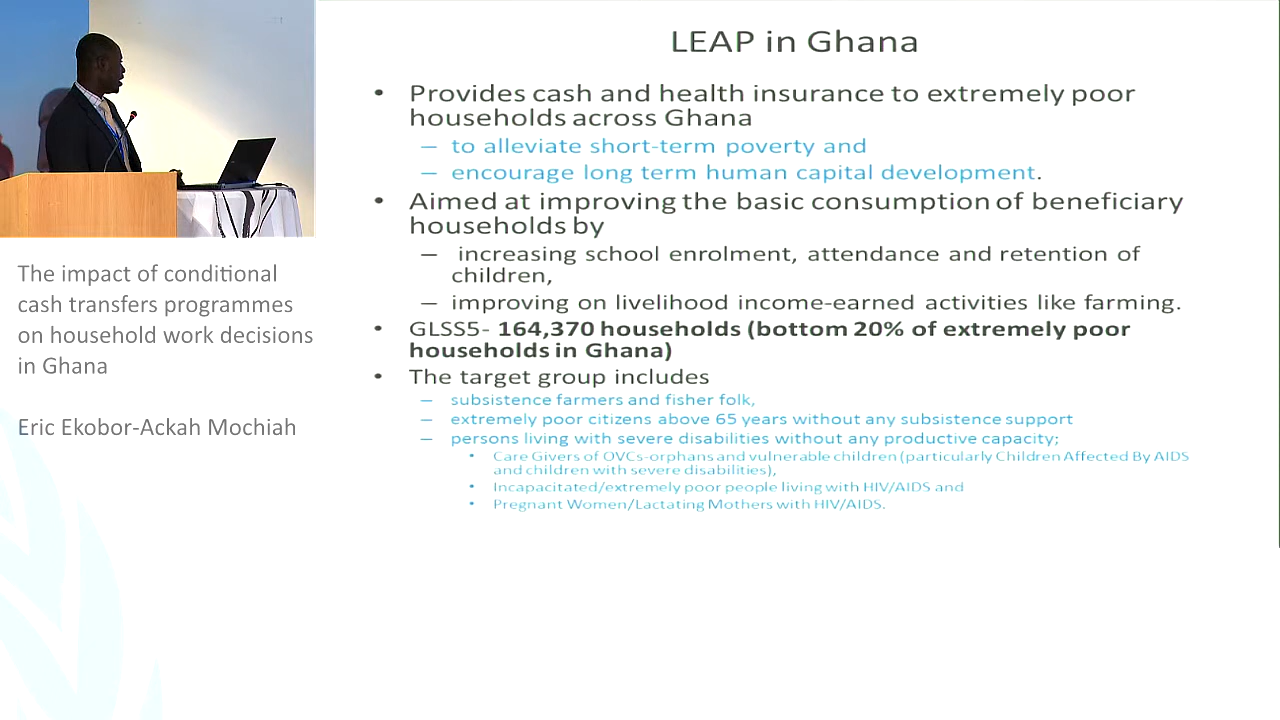 LEAP in Ghana
• Provides cash and health insurance to extremely poor
households across Ghana
– to alleviate short-term poverty and
– encourage long term human capital development.
• Aimed at improving the basic consumption of beneficiary
households by
– increasing school enrolment, attendance and retention of
children,
– improving on livelihood income-earned activities like farming.
• GLSS5- 164,370 households (bottom 20% of extremely poor
households in Ghana)
• The target group includes
– subsistence farmers and fisher folk,
– extremely poor citizens above 65 years without any subsistence support
– persons living with severe disabilities without any productive capacity;
• Care Givers of OVCs-orphans and vulnerable children (particularly Children Affected By AIDS
and children with severe disabilities),
• Incapacitated/extremely poor people living with HIV/AIDS and
• Pregnant Women/Lactating Mothers with HIV/AIDS.
The impact of conditional
cash transfers programmes
on household work decisions
in Ghana
Eric Ekobor-Ackah Mochiah